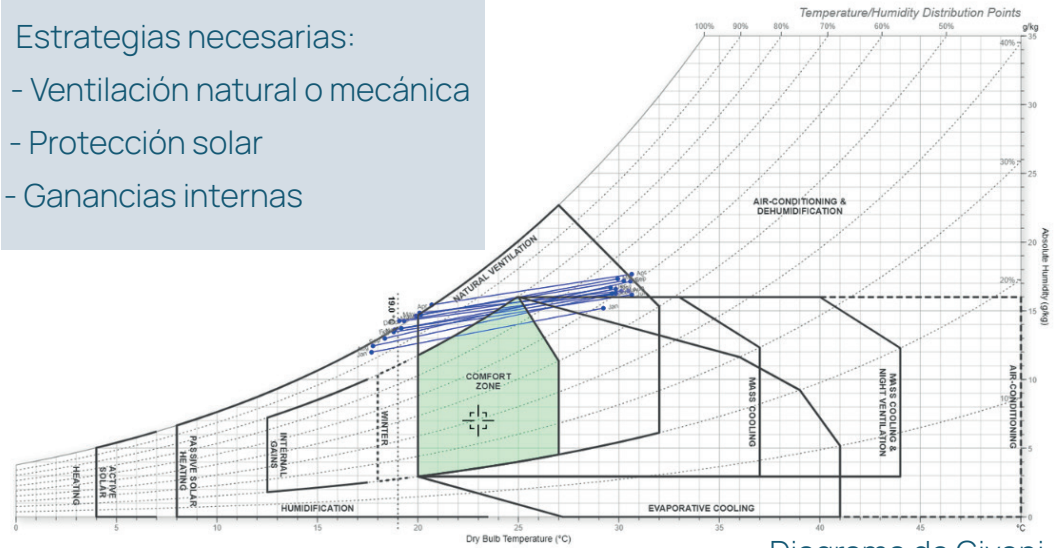 Estrategias necesarias:
- Ventilación natural o mecánica
- Protección solar
- Ganancias internas
Temperature/Humidity Distribution Points
100% 90% 80% 70% 60% 50% g/kg
35
40%
30
30%
25
AIR-CONDITIONING &
DEHUMIDIFICATION
NATURAL VENTILATION
20
Absolute Humidity (g/kg)
20%
15
19.0
COMFORT
ZONE
10
10%
WINTER
INTERNAL
GAINS
PASSIVE SOLAR
HEATING
ACTIVE
SOLAR
HEATING
MASS COOLING
MASS COOLING &
NIGHT VENTILATION
AIR-CONDITIONING
5
HUMIDIFICATION
EVAPORATIVE COOLING
0
0 5 10 15 20 25 30 35 40 45 °C
Dry Bulb Temperature (°C)